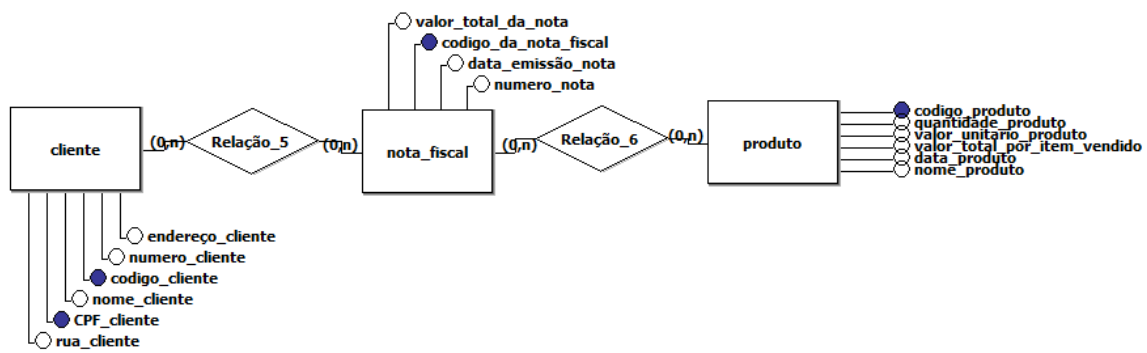 valor_total_da_nota
codigo_da_nota_fiscal
data_emissão_nota
numero_nota
cliente
(0,n)
Relação_5
(0,n)
nota_fiscal
(0,n)
Relação_6
(0,n)
produto
codigo_produto
quantidade_produto
valor_unitario_produto
valor_total_por_item_vendido
data_produto
nome_produto
endereço_cliente
numero_cliente
codigo_cliente
nome_cliente
CPF_cliente
rua_cliente